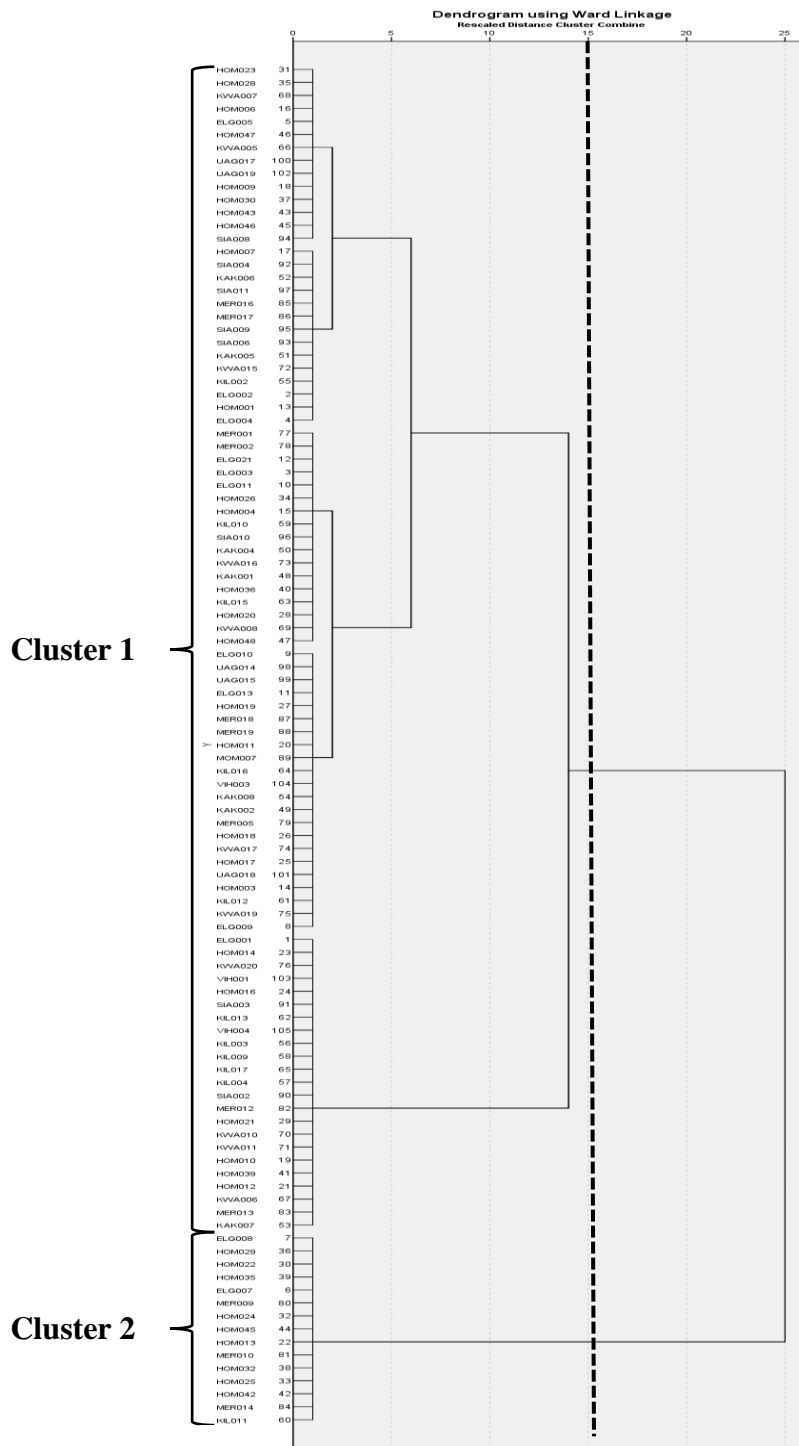 Dendrogram using Ward Linkage
Rescaled Distance Cluster Combine
0 5 10 15 20 25
HOM023 31
HOM028 35
KWA007 68
HOM006 16
ELG005 5
HOM047 46
KWA005 66
UAG017 100
UAG019 102
HOM009 18
HOM030 37
HOM043 43
HOM046 45
SIA008 94
HOM007 17
SIA004 92
KAK006 52
SIA011 97
MER016 85
MER017 86
SIA009 95
SIA006 93
KAK005 51
KWA015 72
KIL002 55
ELG002 2
HOM001 13
ELG004 4
MER001 77
MER002 78
ELG021 12
ELG003 3
ELG011 10
HOM026 34
HOM004 15
KIL010 59
SIA010 96
KAK004 50
KWA016 73
KAK001 48
HOM036 40
KIL015 63
HOM020 28
KWA008 69
HOM048 47
Cluster 1
ELG010 9
UAG014 98
UAG015 99
ELG013 11
HOM019 27
MER018 87
MER019 88
Y HOM011 20
MOM007 89
KIL016 64
VIH003 104
KAK008 54
KAK002 49
MER005 79
HOM018 26
KWA017 74
HOM017 25
UAG018 101
HOM003 14
KIL012 61
KWA019 75
ELG009 8
ELG001 1
HOM014 23
KWA020 76
VIH001 103
HOM016 24
SIA003 91
KIL013 62
VIH004 105
KIL003 56
KIL009 58
KIL017 65
KIL004 57
SIA002 90
MER012 82
HOM021 29
KWA010 70
KWA011 71
HOM010 19
HOM039 41
HOM012 21
KWA006 67
MER013 83
KAK007 53
ELG008 7
HOM029 36
HOM022 30
HOM035 39
ELG007 6
MER009 80
HOM024 32
Cluster 2
HOM045 44
HOM013 22
MER010 81
HOM032 38
HOM025 33
HOM042 42
MER014 84
KIL011 60